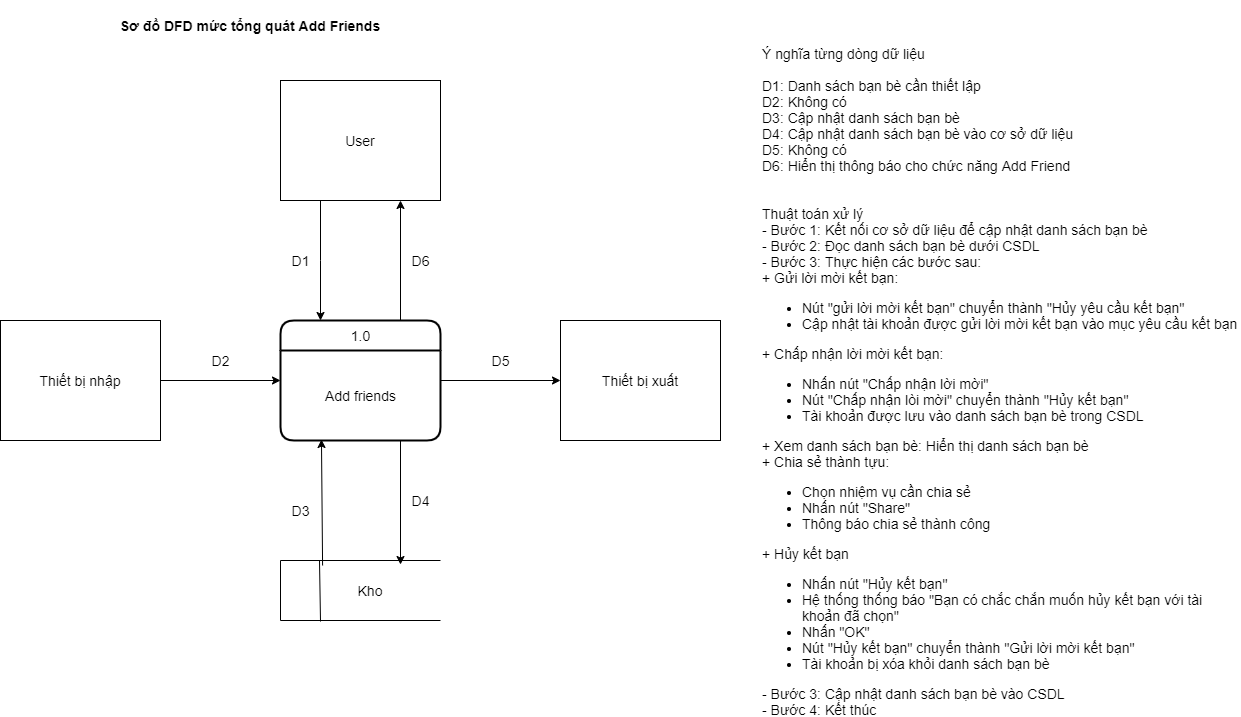 Sơ đồ DFD mức tổng quát Add Friends
User
D1
D6
1.0
Thiết bị nhập
D2
Add friends
D5
Thiết bị xuất
D3
D4
Kho
Ý nghĩa từng dòng dữ liệu
D1: Danh sách bạn bè cần thiết lập
D2: Không có
D3: Cập nhật danh sách bạn bè
D4: Cập nhật danh sách bạn bè vào cơ sở dữ liệu
D5: Không có
D6: Hiển thị thông báo cho chức năng Add Friend
Thuật toán xử lý
- Bước 1: Kết nối cơ sở dữ liệu để cập nhật danh sách bạn bè
- Bước 2: Đọc danh sách bạn bè dưới CSDL
- Bước 3: Thực hiện các bước sau:
+ Gửi lời mời kết bạn:
• Nút "gửi lời mời kết bạn" chuyển thành "Hủy yêu cầu kết bạn"
• Cập nhật tài khoản được gửi lời mời kết bạn vào mục yêu cầu kết bạn
+ Chấp nhận lời mời kết bạn:
• Nhấn nút "Chấp nhận lời mời"
• Nút "Chấp nhận lòi mời" chuyển thành "Hủy kết bạn"
• Tài khoản được lưu vào danh sách bạn bè trong CSDL
+ Xem danh sách bạn bè: Hiển thị danh sách bạn bè
+ Chia sẻ thành tựu:
• Chọn nhiệm vụ cần chia sẻ
• Nhấn nút "Share"
• Thông báo chia sẻ thành công
+ Hủy kết bạn
• Nhấn nút "Hủy kết bạn"
• Hệ thống thống báo "Bạn có chắc chắn muốn hủy kết bạn với tài
khoản đã chọn"
• Nhấn "OK"
• Nút "Hủy kết bạn" chuyển thành "Gửi lời mời kết bạn"
• Tài khoản bị xóa khỏi danh sách bạn bè
- Bước 3: Cập nhật danh sách bạn bè vào CSDL
- Bước 4: Kết thúc